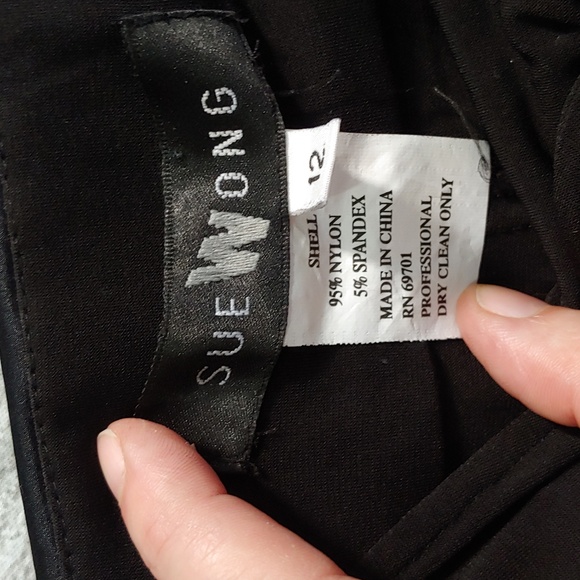 SUE WONG
12
SHELL
95% NYLON
5% SPANDEX
MADE IN CHINA
RN 69701
PROFESSIONAL
DRY CLEAN ONLY